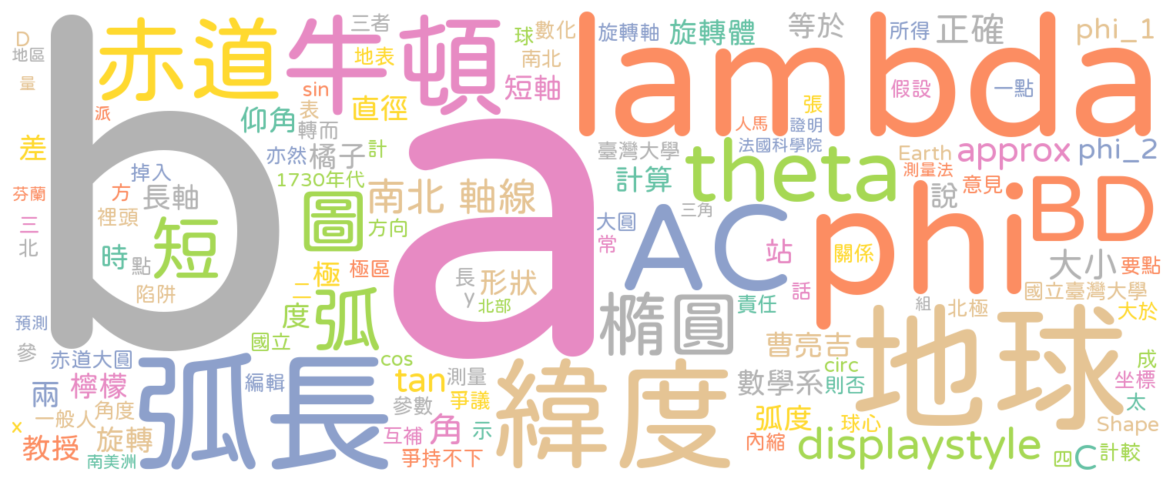 D 赤道 牛頓 三者 球 數化 旋轉軸 旋轉體 等於 所得 正確 phi_1
地區 地表 南北 lambda
量 sin 短軸 假設 一點
派 仰角 表 直徑 張
差 轉而 人馬 證明
亦然 橘子 計 臺灣大學 法國科學院
掉入 1730年代 theta Earth approx phi_2
芬蘭 方 長軸 南北 軸線 計算 測量法 意見
三 裡頭 短 圖 說 BD
北 時 方向 大圓 AC 三角 phi
點 極 極區 常 站 關係 大小 要點
陷阱 二 長 形狀 話 國立臺灣大學
b a y 北部 責任 組 北極 大於
預測 度 弧 橢圓 地球
參 國立 曹亮吉
赤道大圓 弧長 cos 緯度 circ 成
兩 檸檬 編輯 tan 測量 數學系 則否 坐標
一般人 角度 參數 爭議 弧度 太
x 旋轉 互補 角 示 球心 Shape
教授 爭持不下 內縮 displaystyle 計較
南美洲 四 C